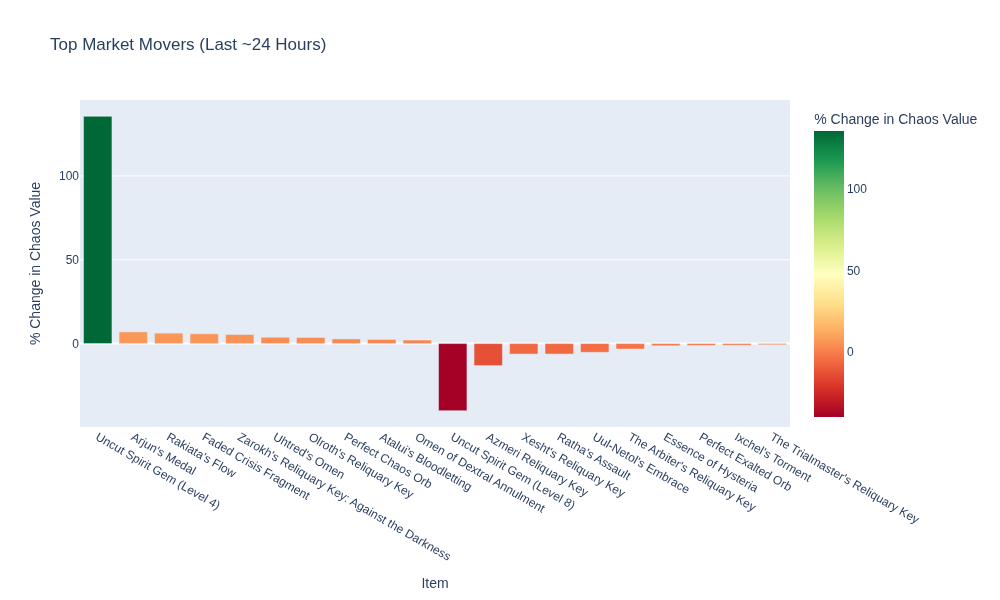 Top Market Movers (Last ~24 Hours)
% Change in Chaos Value
100
50
0
% Change in Chaos Value
100
50
0
Uncut Spirit Gem (Level 4)
Arjun's Medal
Rakiata's Flow
Faded Crisis Fragment
Zarokh's Reliquary Key: Against the Darkness
Uhtred's Omen
Olroth's Reliquary Key
Perfect Chaos Orb
Atalui's Bloodletting
Omen of Dextral Annulment
Uncut Spirit Gem (Level 8)
Azmeri Reliquary Key
Xesht's Reliquary Key
Ratha's Assault
Uul-Netol's Embrace
The Arbiter's Reliquary Key
Essence of Hysteria
Perfect Exalted Orb
Ixchel's Torment
The Trialmaster's Reliquary Key
Item